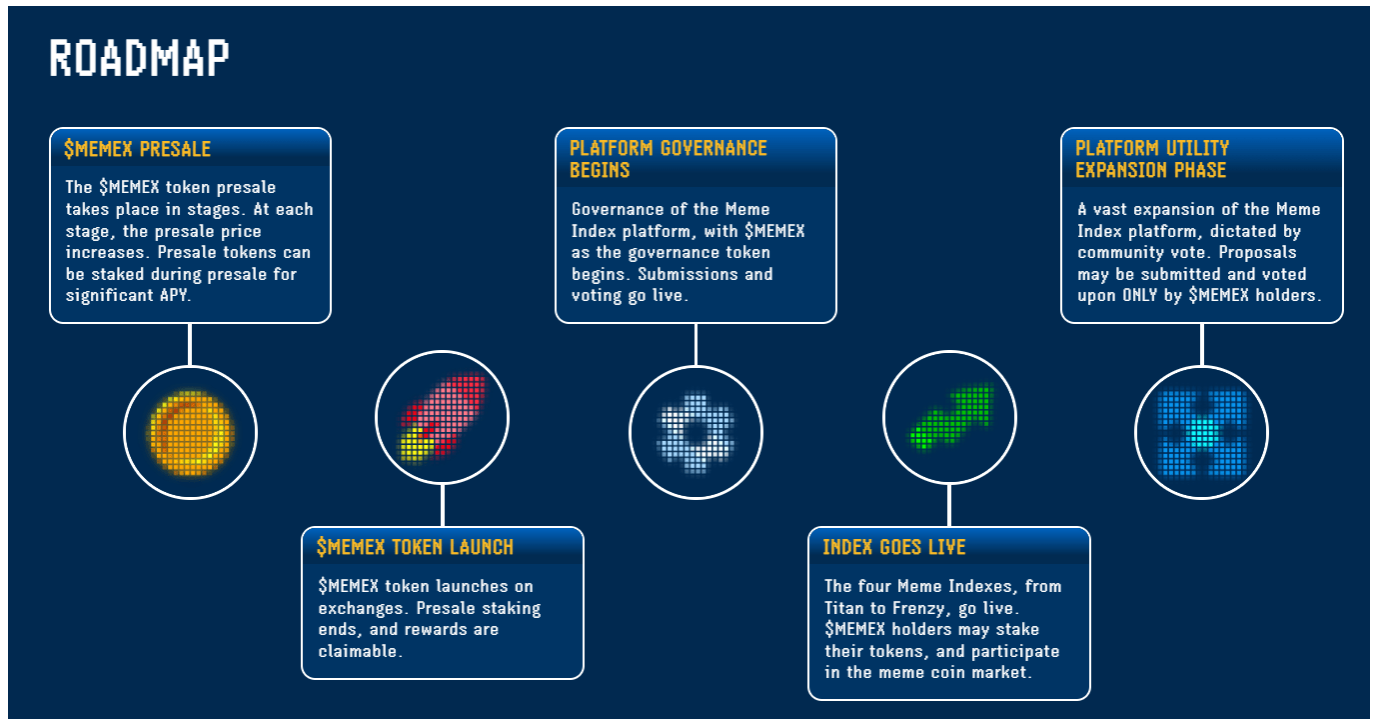 ROADMAP
$MEMEX PRESALE
The $MEMEX token presale
takes place in stages. At each
stage, the presale price
increases. Presale tokens can
be staked during presale for
significant APY.
$MEMEX TOKEN LAUNCH
$MEMEX token launches on
exchanges. Presale staking
ends, and rewards are
claimable.
PLATFORM GOVERNANCE
BEGINS
Governance of the Meme
Index platform, with $MEMEX
as the governance token
begins. Submissions and
voting go live.
INDEX GOES LIVE
The four Meme Indexes, from
Titan to Frenzy, go live.
$MEMEX holders may stake
their tokens, and participate
in the meme coin market.
PLATFORM UTILITY
EXPANSION PHASE
A vast expansion of the Meme
Index platform, dictated by
community vote. Proposals
may be submitted and voted
upon ONLY by $MEMEX holders.